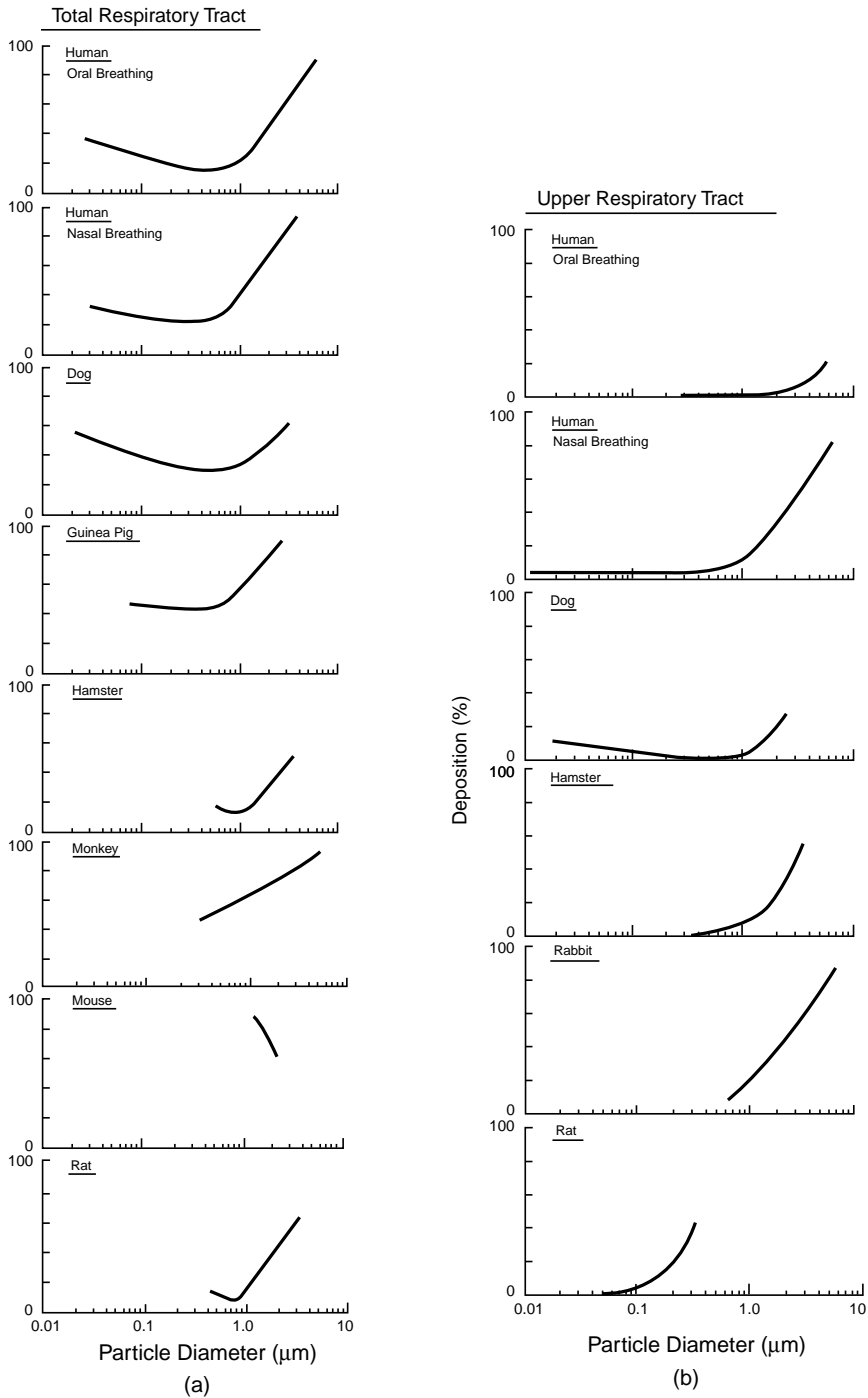 Total Respiratory Tract
100
Human
Oral Breathing
0
100
Human
Nasal Breathing
0
100
Dog
0
100
Guinea Pig
0
100
Hamster
0
100
Monkey
0
100
Mouse
0
100
Rat
0
0.01 0.1 1.0 10
Particle Diameter (μm)
(a)
Upper Respiratory Tract
Deposition (%)
100
Human
Oral Breathing
0
100
Human
Nasal Breathing
0
100
Dog
0
100
Hamster
0
100
Rabbit
0
100
Rat
0
0.01 0.1 1.0 10
Particle Diameter (μm)
(b)